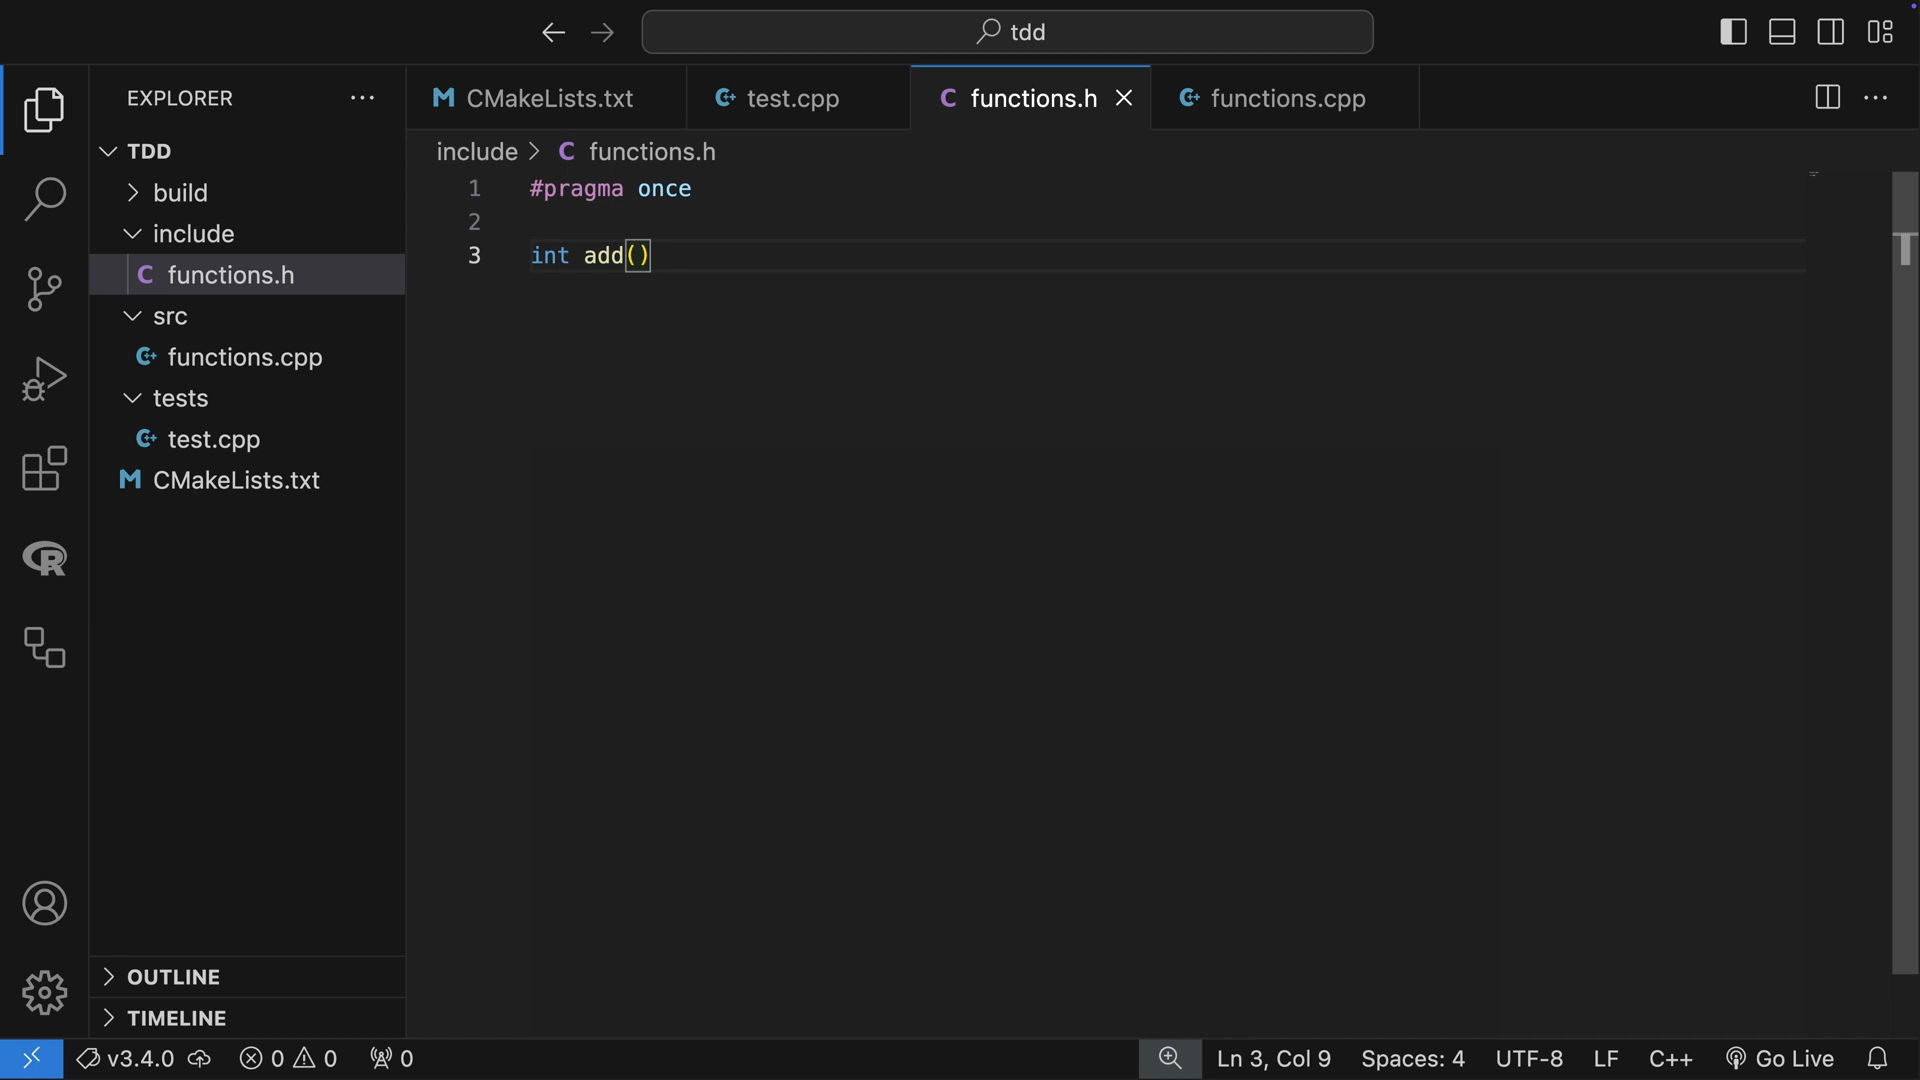 tdd
EXPLORER
TDD
build
include
functions.h
src
functions.cpp
tests
test.cpp
CMakeLists.txt
OUTLINE
TIMELINE
CMakeLists.txt
test.cpp
functions.h
functions.cpp
include > C functions.h
1 #pragma once
2
3 int add()
v3.4.0 0 0 0 Ln 3, Col 9 Spaces: 4 UTF-8 LF C++ Go Live